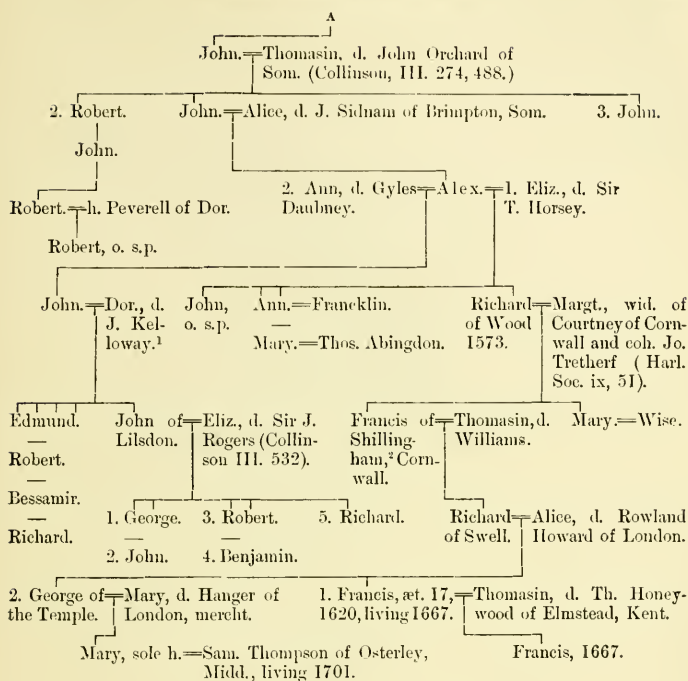 A
John.=Thomasin, d. John Orchard of
Som. (Collinson, III. 274, 488.)
2. Robert. John.=Alice, d. J. Sidnam of Brimpton, Som. 3. John.
John.
2. Ann, d. Gyles=Alex.=1. Eliz., d. Sir
Daubney. T. Horsey.
Robert.=h. Peverell of Dor.
Robert, o. s.p.
John.=Dor., d. John, Ann.=Francklin. Richard=Margt., wid. of
J. Kel- o. s.p. — of Wood Courtney of Corn-
loway.¹ Mary.=Thos. Abingdon. 1573. wall and coh. Jo.
Tretherf (Harl.
Soc. ix, 51).
Edmund. John of=Eliz., d. Sir J. Francis of=Thomasin, d. Mary.=Wise.
— Lilsdon. Rogers (Collin- Shilling- Williams.
Robert. son III. 532). ham,² Corn-
— wall.
Bessamir.
— 1. George. 3. Robert. 5. Richard. Richard=Alice, d. Rowland
Richard. — — of Swell. Howard of London.
2. John. 4. Benjamin.
2. George of=Mary, d. Hanger of 1. Francis, æt. 17,=Thomasin, d. Th. Honey-
the Temple. London, mercht. 1620, living 1667. wood of Elmstead, Kent.
Mary, sole h.=Sam. Thompson of Osterley, Francis, 1667.
Midd., living 1701.